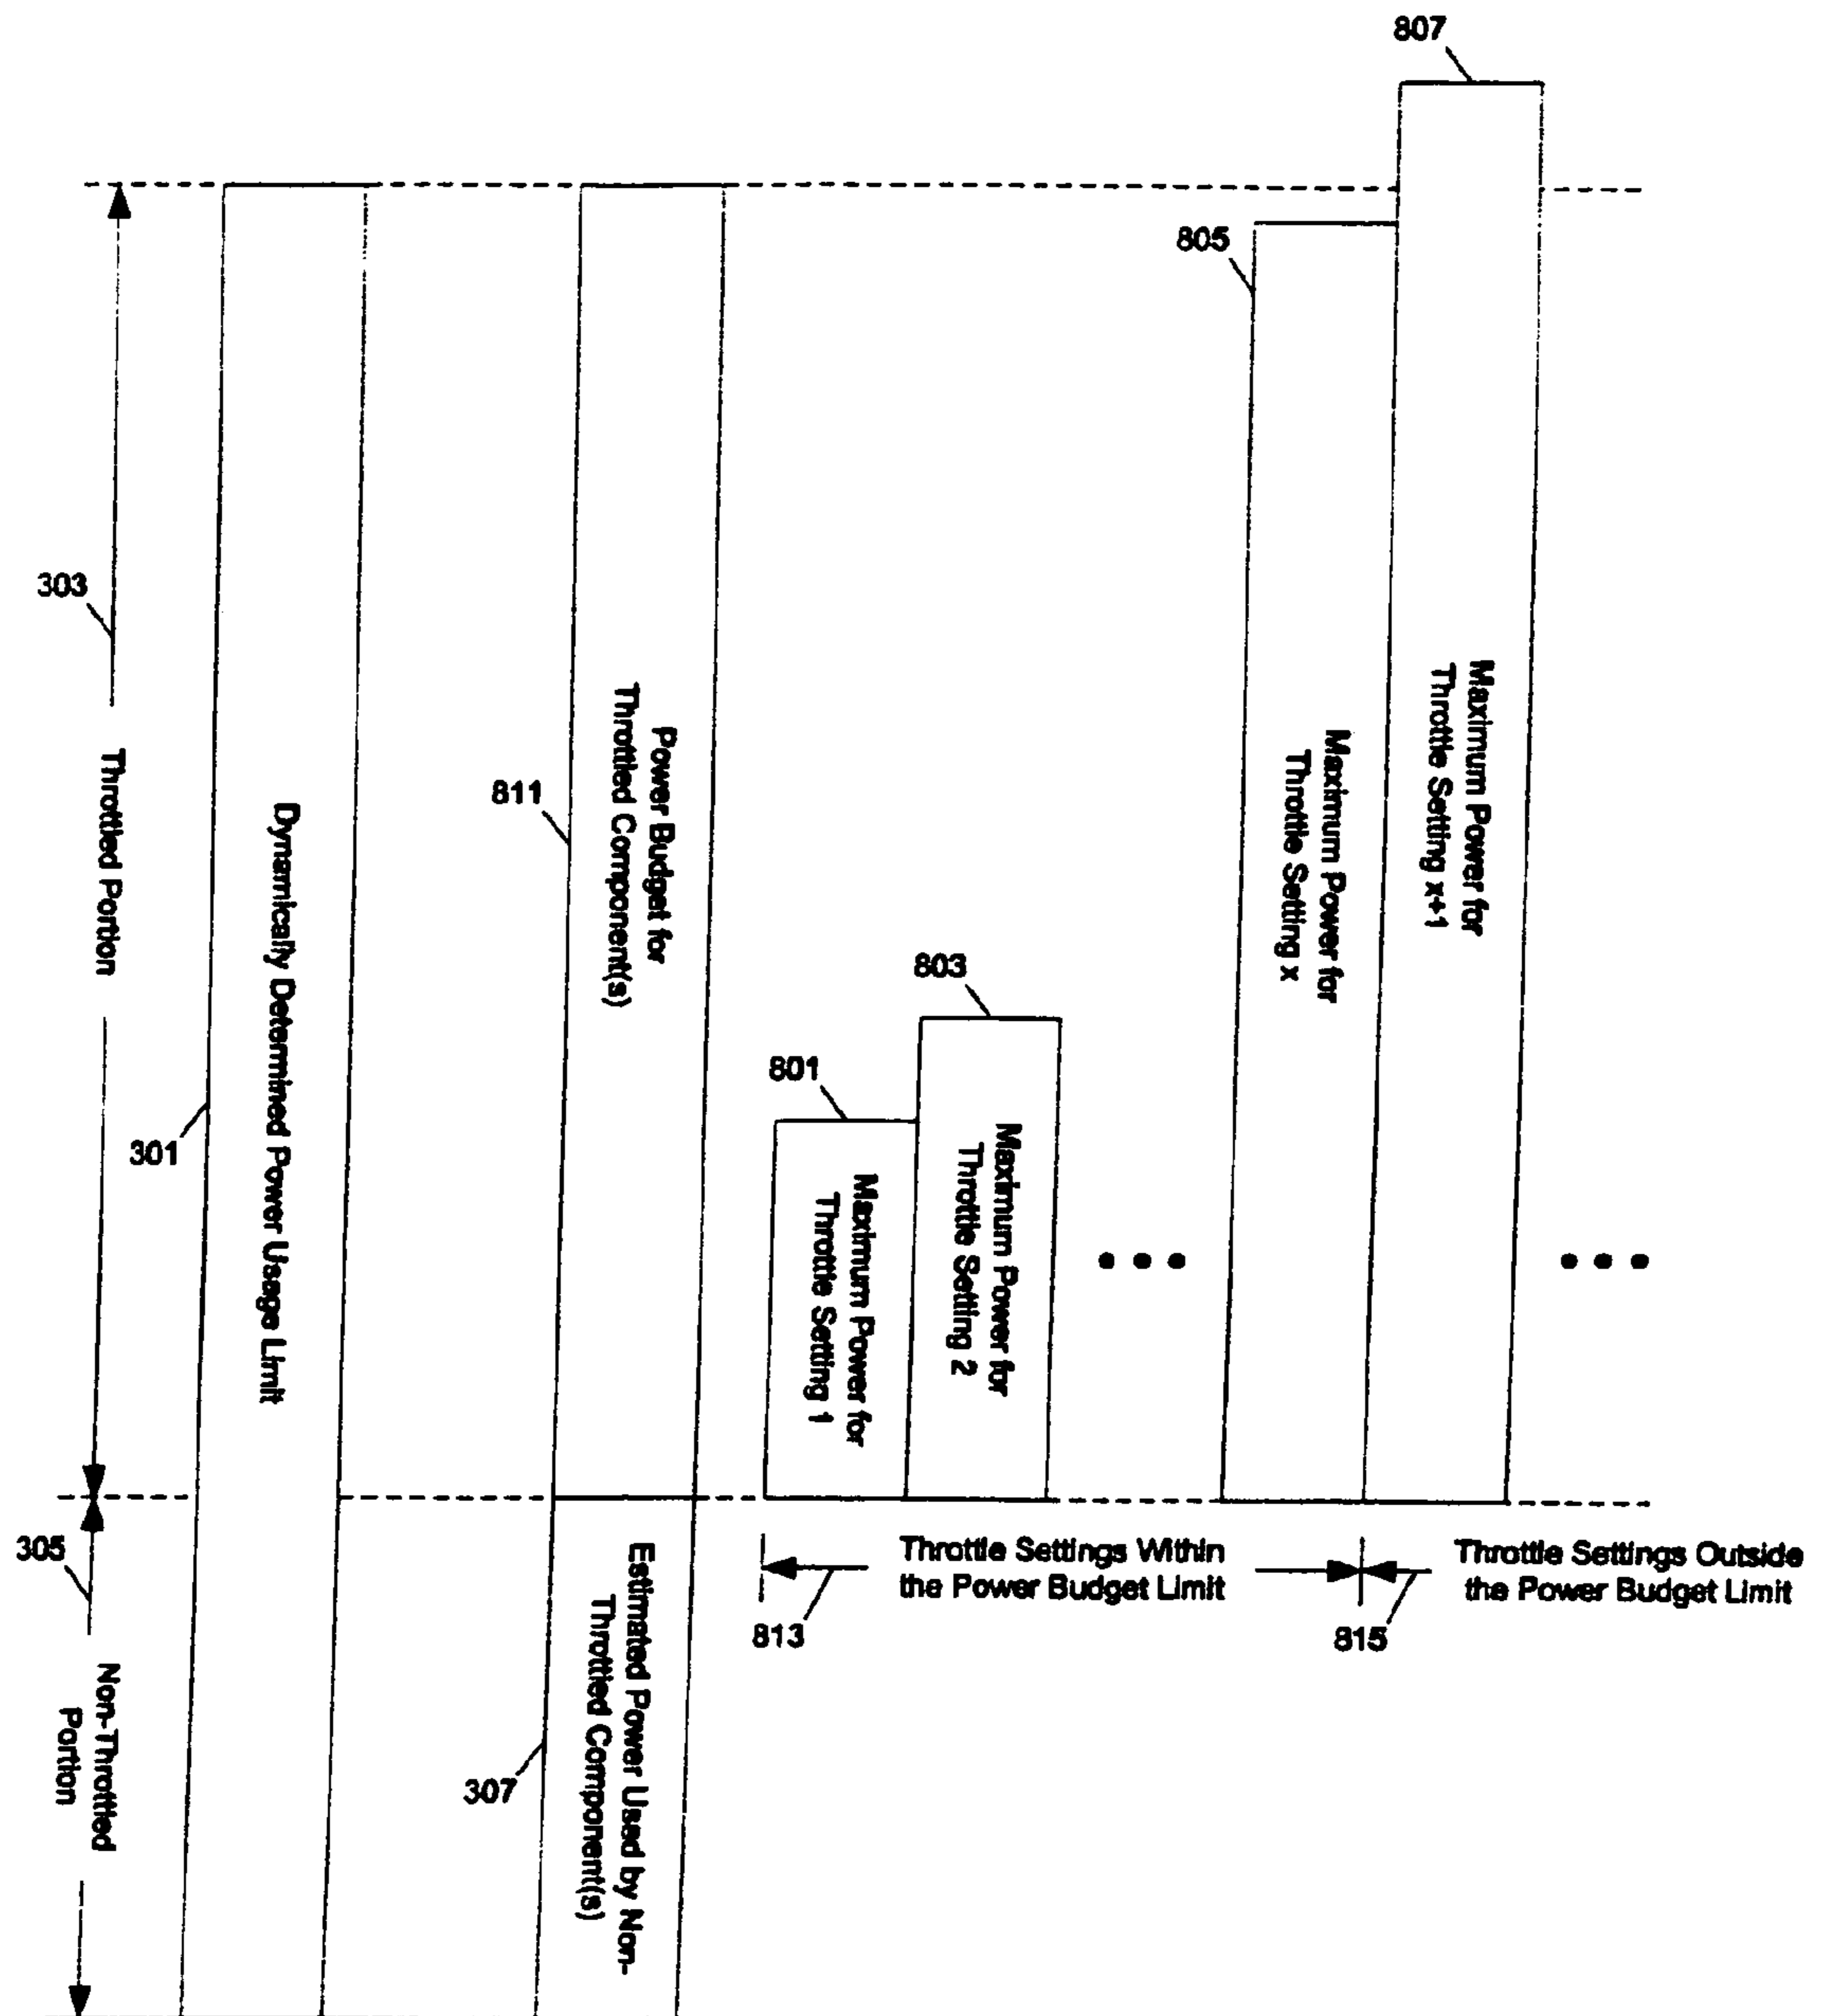 807
805
303
Throttled Portion
301
Dynamically Determined Power Usage Limit
811
Power Budget for
Throttled Component(s)
801
Maximum Power for
Throttle Setting 1
803
Maximum Power for
Throttle Setting 2
Maximum Power for
Throttle Setting x
Maximum Power for
Throttle Setting x+1
305
Non-Throttled
Portion
307
Estimated Power Used by Non-
Throttled Component(s)
Throttle Settings Within
the Power Budget Limit
813
Throttle Settings Outside
the Power Budget Limit
815